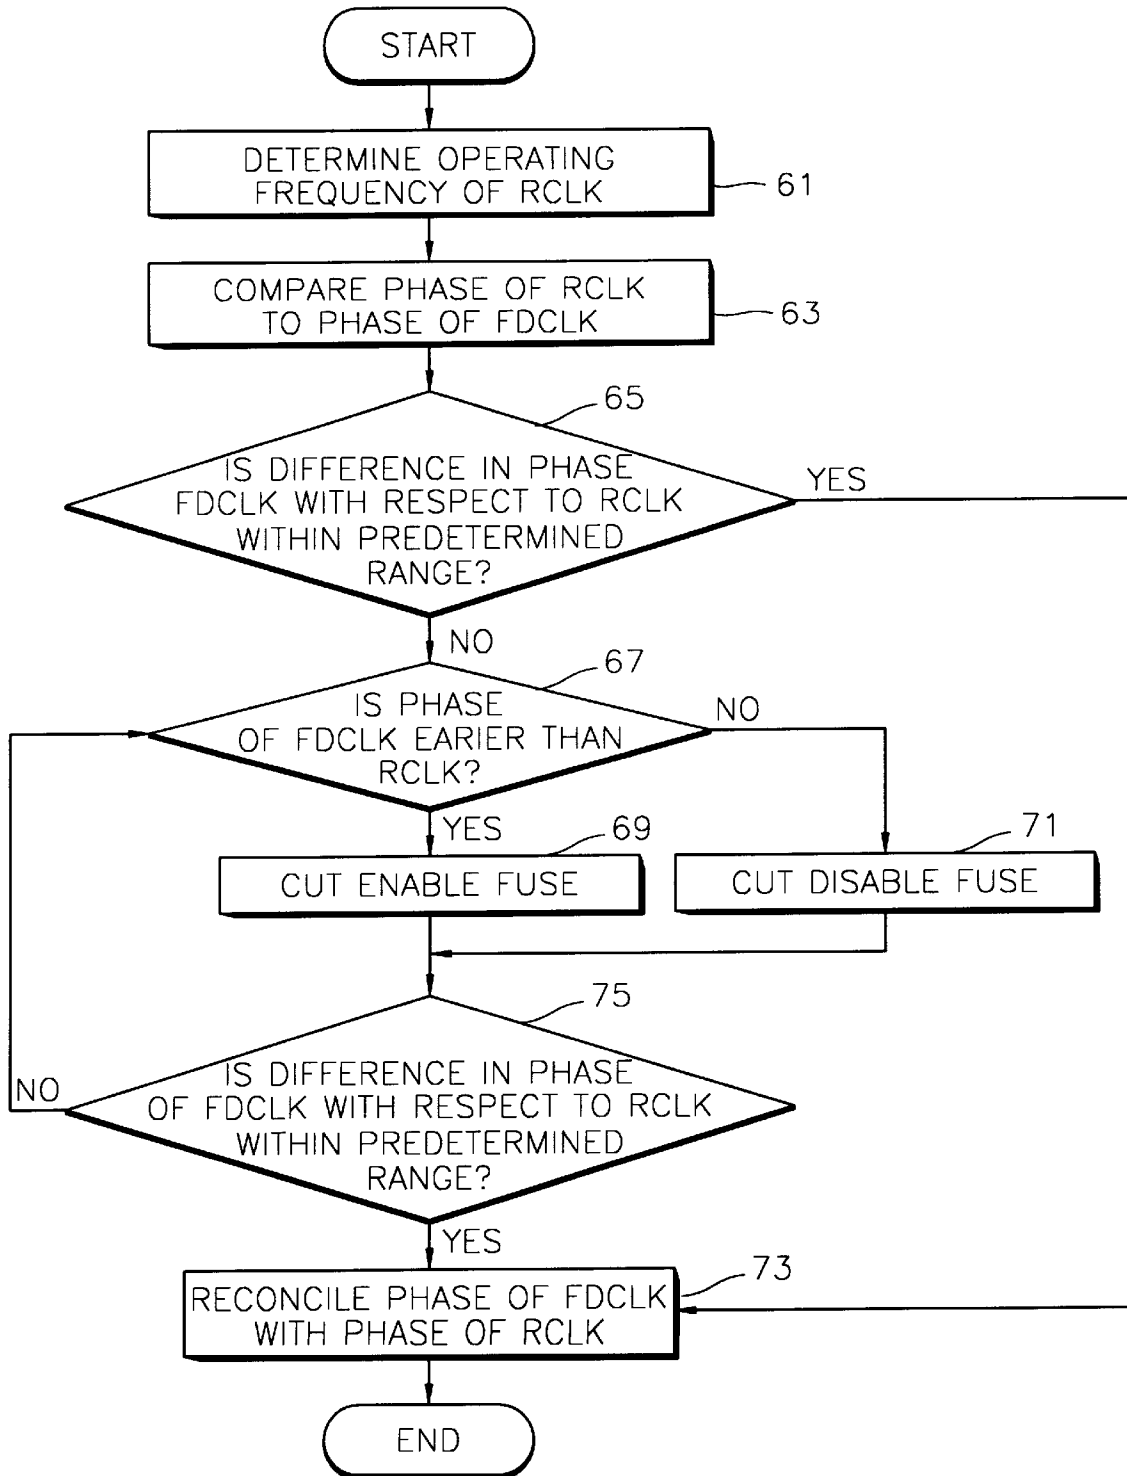 START
DETERMINE OPERATING
FREQUENCY OF RCLK
61
COMPARE PHASE OF RCLK
TO PHASE OF FDCLK
63
65
IS DIFFERENCE IN PHASE
FDCLK WITH RESPECT TO RCLK
WITHIN PREDETERMINED
RANGE?
YES
NO
67
IS PHASE
OF FDCLK EARIER THAN
RCLK?
NO
YES
69
CUT ENABLE FUSE
71
CUT DISABLE FUSE
75
IS DIFFERENCE IN PHASE
OF FDCLK WITH RESPECT TO RCLK
WITHIN PREDETERMINED
RANGE?
NO
YES
73
RECONCILE PHASE OF FDCLK
WITH PHASE OF RCLK
END